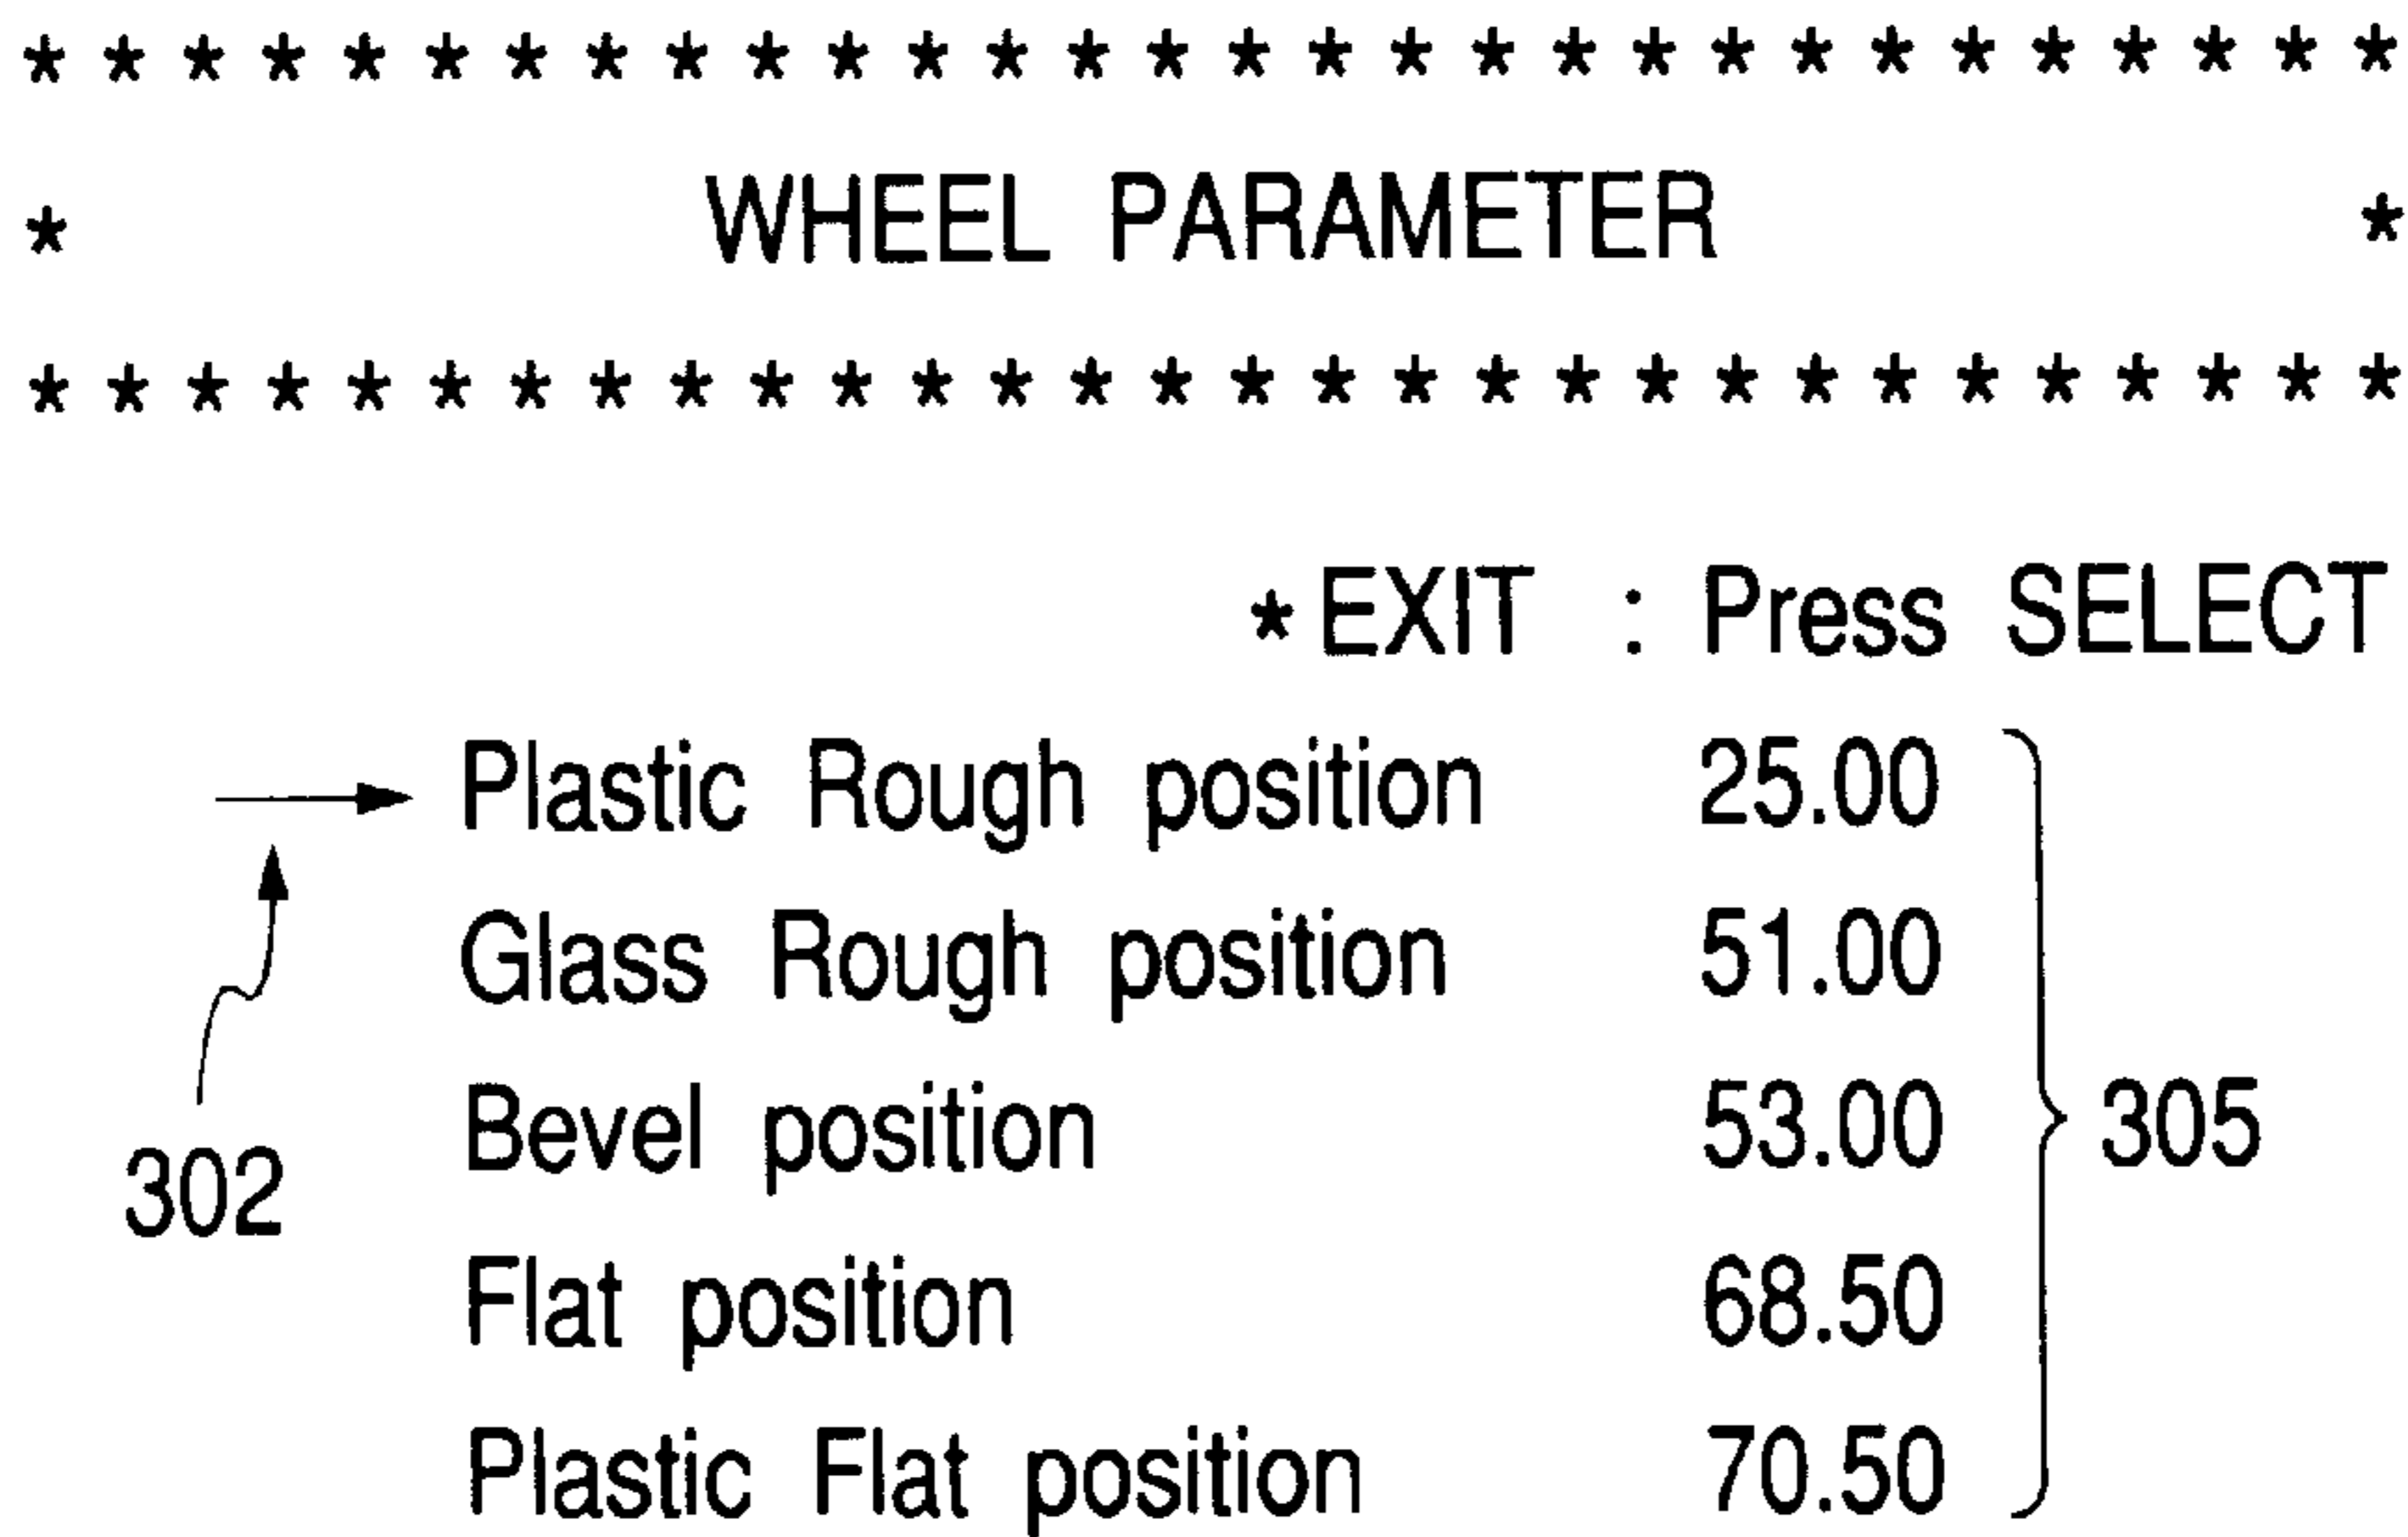 * * * * * * * * * * * * * * * * * * * * * * * * * * * * * *
* WHEEL PARAMETER *
* * * * * * * * * * * * * * * * * * * * * * * * * * * * * *
* EXIT : Press SELECT
Plastic Rough position 25.00
Glass Rough position 51.00
Bevel position 53.00 305
302
Flat position 68.50
Plastic Flat position 70.50